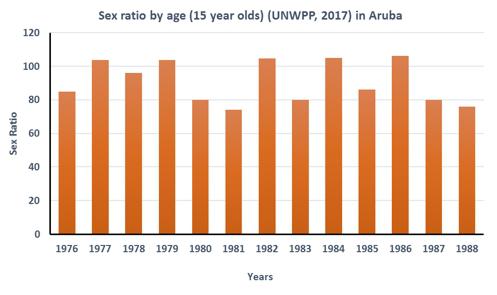 Sex ratio by age (15 year olds) (UNWPP, 2017) in Aruba
120
100
80
60
40
20
0
Sex Ratio
1976 1977 1978 1979 1980 1981 1982 1983 1984 1985 1986 1987 1988
Years